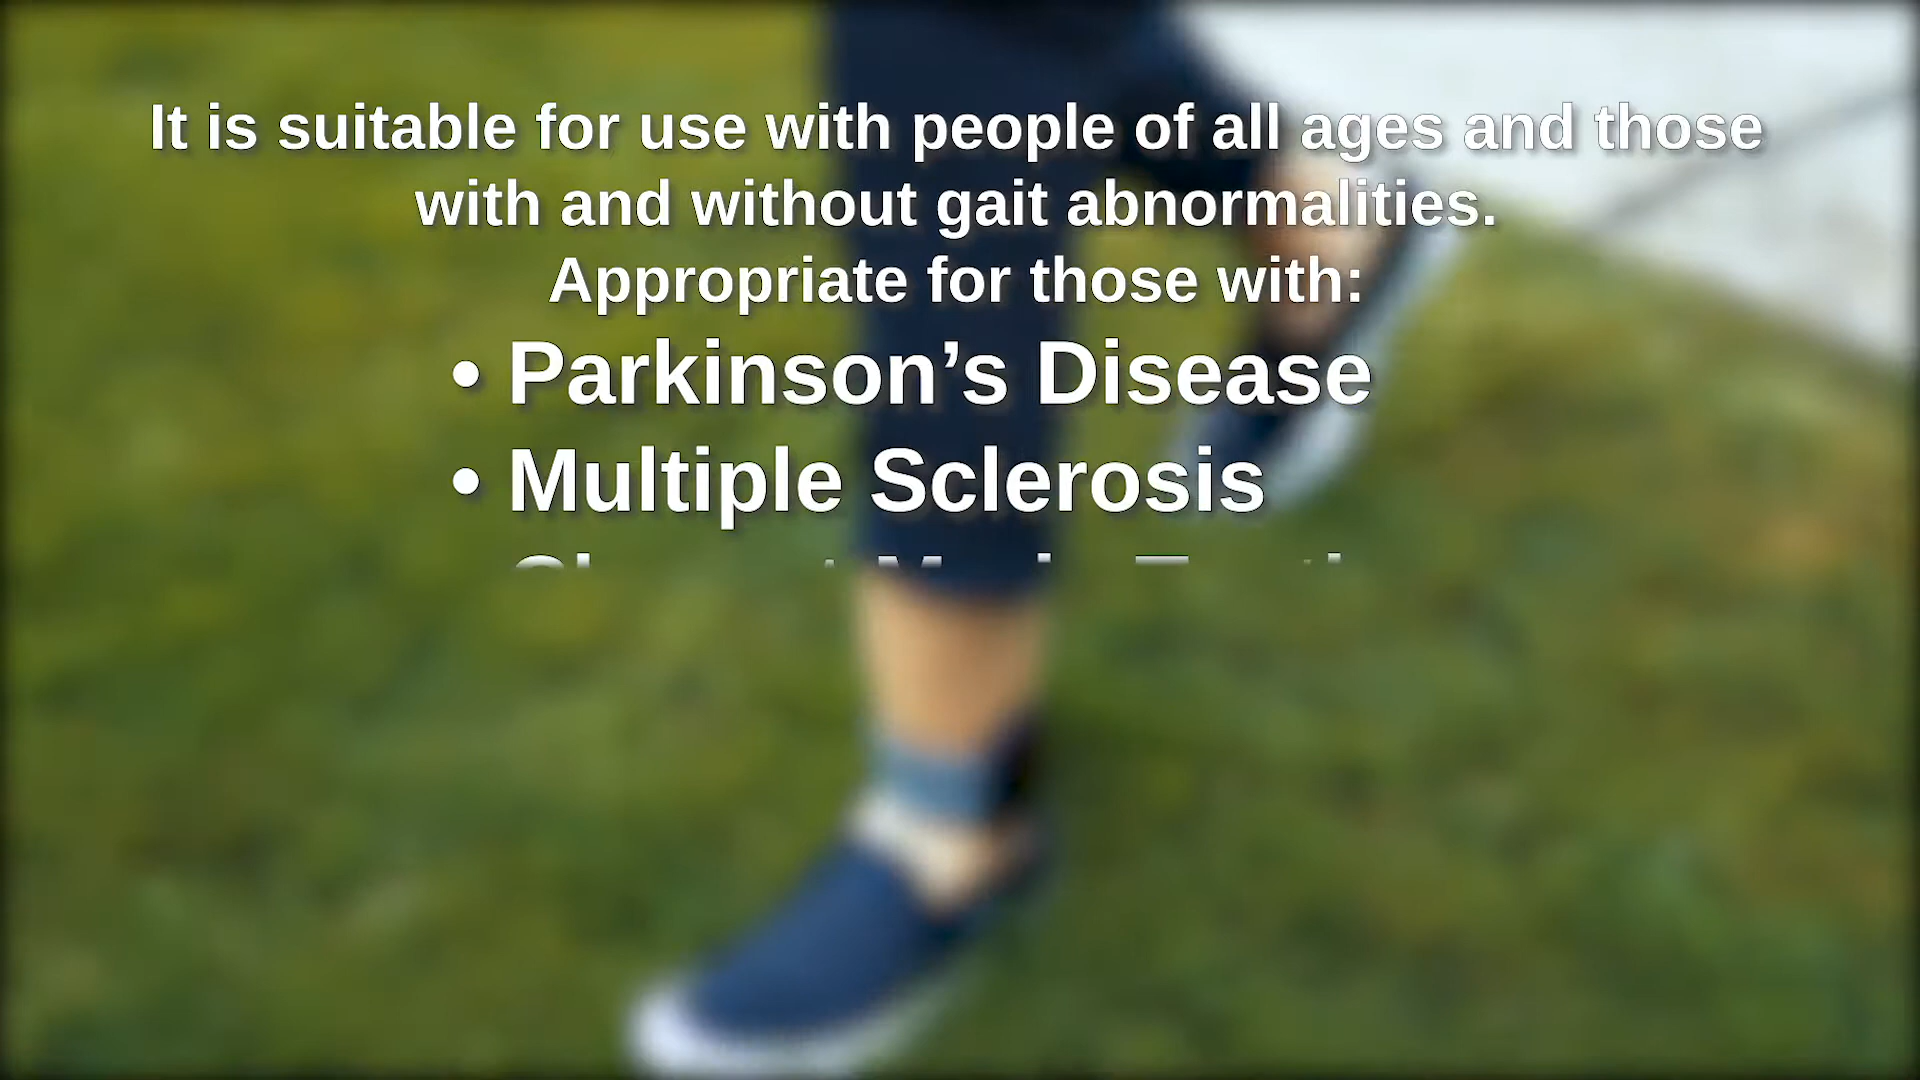 It is suitable for use with people of all ages and those
with and without gait abnormalities.
Appropriate for those with:
• Parkinson’s Disease
• Multiple Sclerosis